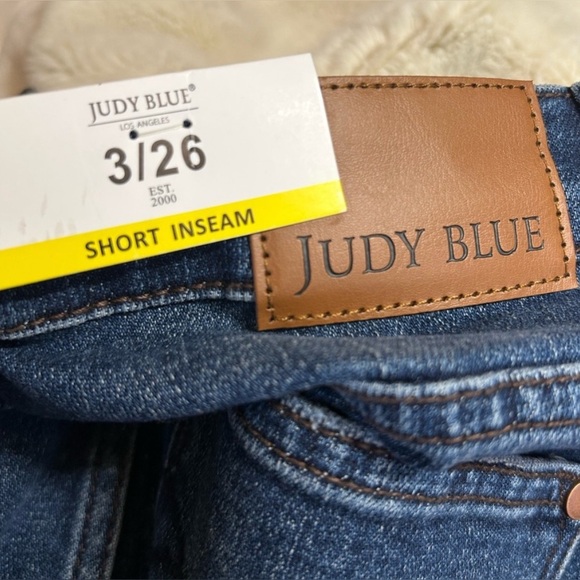 JUDY BLUE®
LOS ANGELES
3/26
EST.
2000
SHORT INSEAM
JUDY BLUE